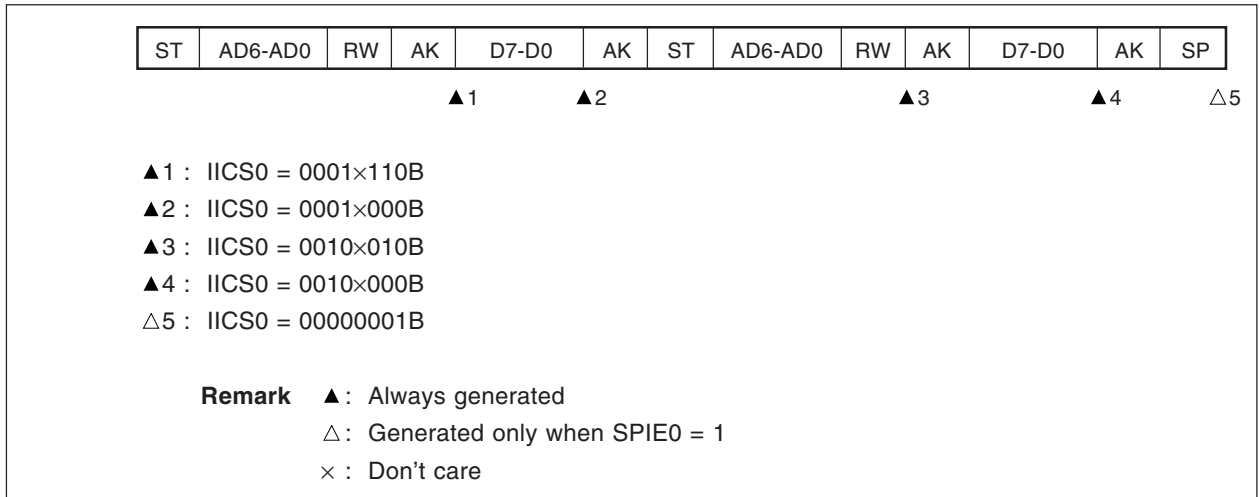 ST AD6-AD0 RW AK D7-D0 AK ST AD6-AD0 RW AK D7-D0 AK SP
▲1 ▲2 ▲3 ▲4 △5
▲1 : IICS0 = 0001×110B
▲2 : IICS0 = 0001×000B
▲3 : IICS0 = 0010×010B
▲4 : IICS0 = 0010×000B
△5 : IICS0 = 00000001B
Remark ▲: Always generated
△: Generated only when SPIE0 = 1
× : Don't care